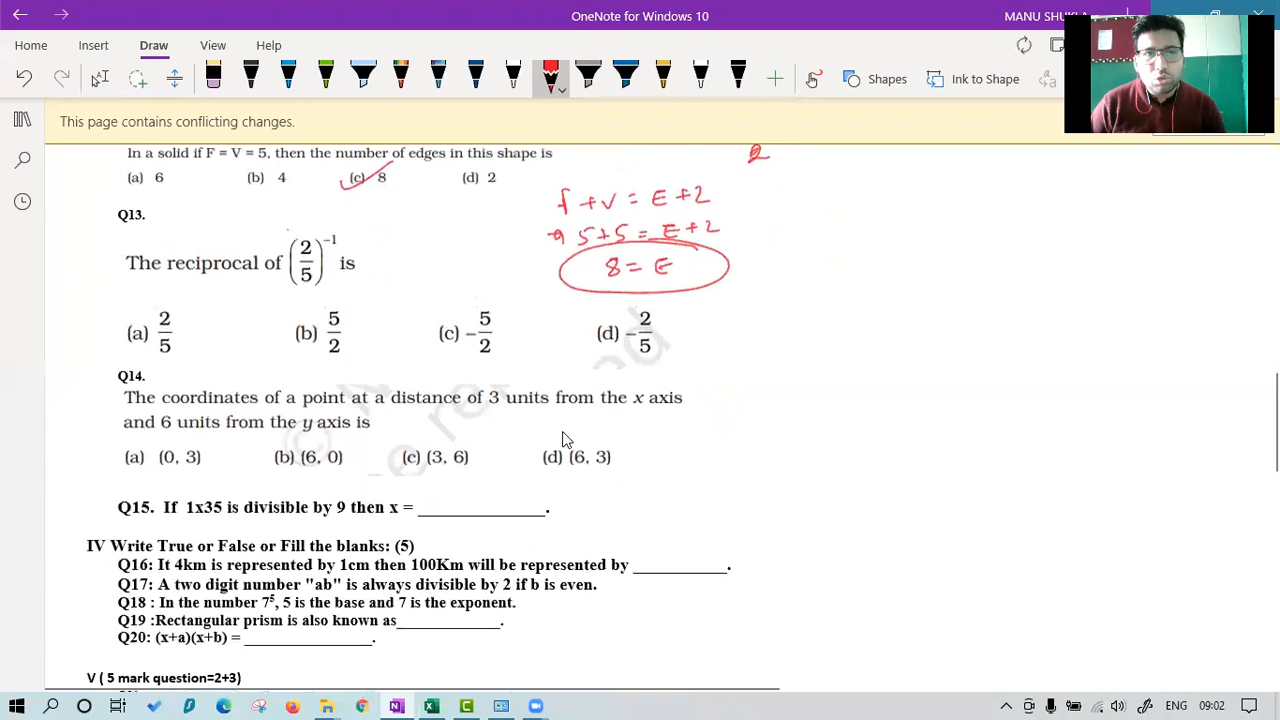 OneNote for Windows 10
MANU SHUKLA
Home Insert Draw View Help
Shapes Ink to Shape
This page contains conflicting changes.
In a solid if F = V = 5, then the number of edges in this shape is
(a) 6 (b) 4 (c) 8 (d) 2
f + V = E + 2
5 + 5 = E + 2
8 = E
Q13.
The reciprocal of (2/5)⁻¹ is
(a) 2/5 (b) 5/2 (c) –5/2 (d) –2/5
Q14.
The coordinates of a point at a distance of 3 units from the x axis
and 6 units from the y axis is
(a) (0, 3) (b) (6, 0) (c) (3, 6) (d) (6, 3)
Q15. If 1x35 is divisible by 9 then x = ______________.
IV Write True or False or Fill the blanks: (5)
Q16: It 4km is represented by 1cm then 100Km will be represented by ___________.
Q17: A two digit number "ab" is always divisible by 2 if b is even.
Q18 : In the number 7⁵, 5 is the base and 7 is the exponent.
Q19 :Rectangular prism is also known as____________.
Q20: (x+a)(x+b) = ________________.
V ( 5 mark question=2+3)
ENG 09:02